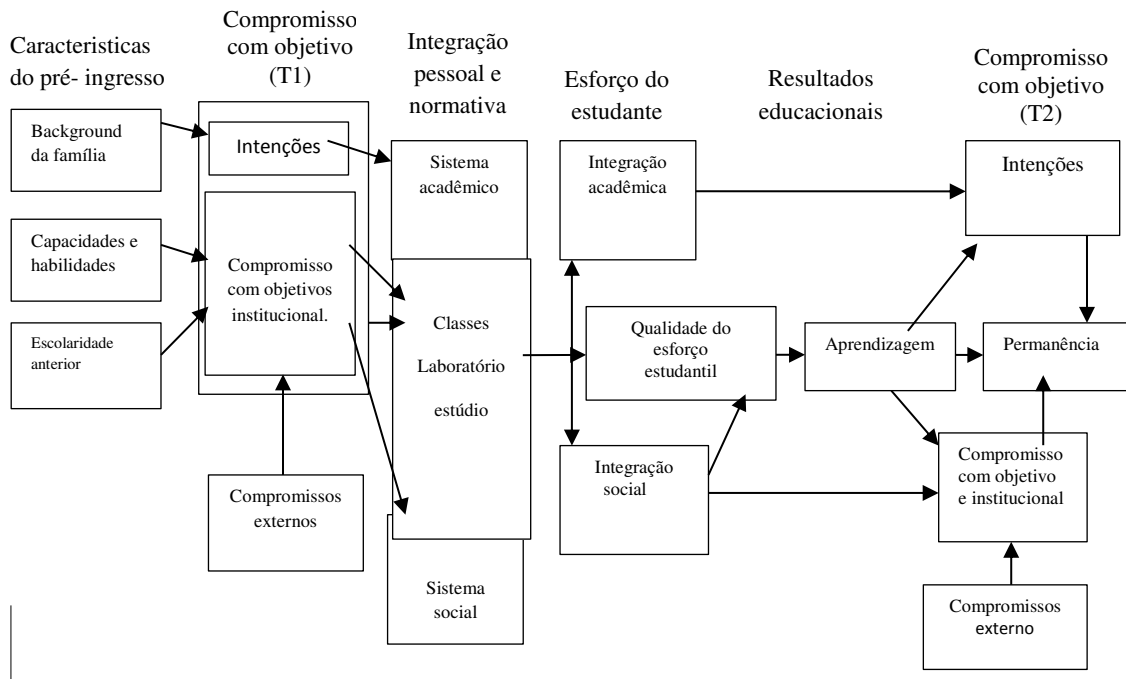 Caracteristicas
do pré- ingresso
Compromisso
com objetivo
(T1)
Integração
pessoal e
normativa
Esforço do
estudante
Resultados
educacionais
Compromisso
com objetivo
(T2)
Background
da família
Capacidades e
habilidades
Escolaridade
anterior
Intenções
Compromisso
com objetivos
institucional.
Compromissos
externos
Sistema
acadêmico
Classes
Laboratório
estúdio
Sistema
social
Integração
acadêmica
Qualidade do
esforço
estudantil
Integração
social
Aprendizagem
Intenções
Permanência
Compromisso
com objetivo
e institucional
Compromissos
externo